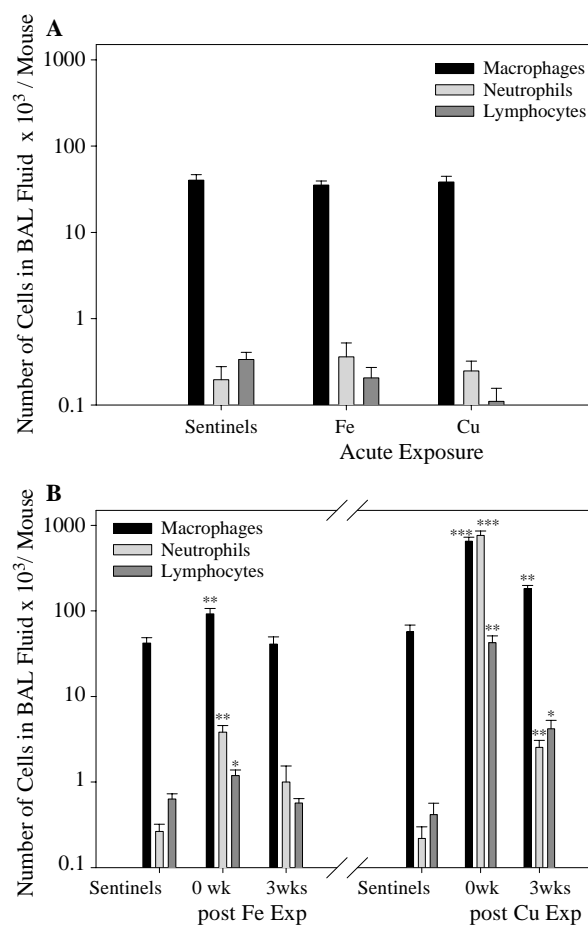 A
Number of Cells in BAL Fluid x 10³ / Mouse
1000
100
10
1
0.1
Macrophages
Neutrophils
Lymphocytes
Sentinels Fe Cu
Acute Exposure
B
Number of Cells in BAL Fluid x 10³/ Mouse
1000
100
10
1
0.1
Macrophages
Neutrophils
Lymphocytes
** ** *
*** *** ** ** ** *
Sentinels 0 wk 3wks Sentinels 0wk 3wks
post Fe Exp post Cu Exp